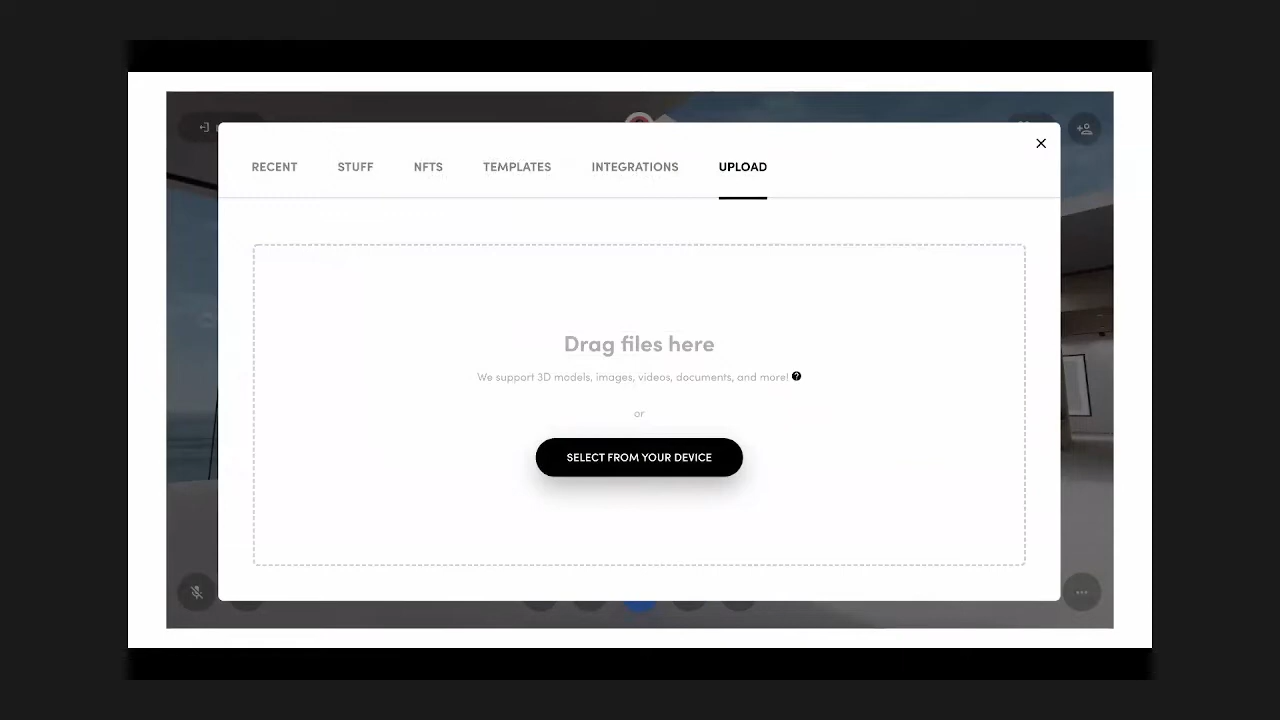 RECENT STUFF NFTS TEMPLATES INTEGRATIONS UPLOAD
Drag files here
We support 3D models, images, videos, documents, and more!
or
SELECT FROM YOUR DEVICE